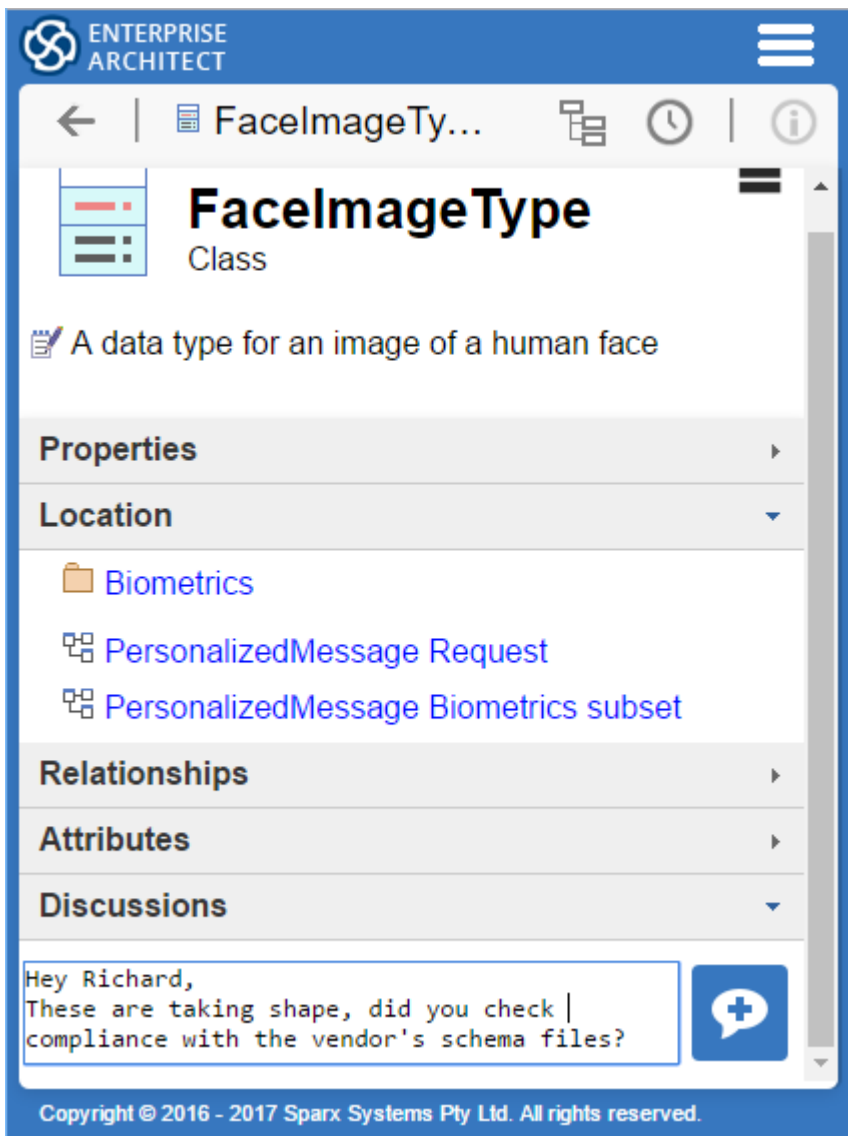 ENTERPRISE
ARCHITECT
FaceImageTy...
FaceImageType
Class
A data type for an image of a human face
Properties
Location
Biometrics
PersonalizedMessage Request
PersonalizedMessage Biometrics subset
Relationships
Attributes
Discussions
Hey Richard,
These are taking shape, did you check
compliance with the vendor's schema files?
Copyright © 2016 - 2017 Sparx Systems Pty Ltd. All rights reserved.